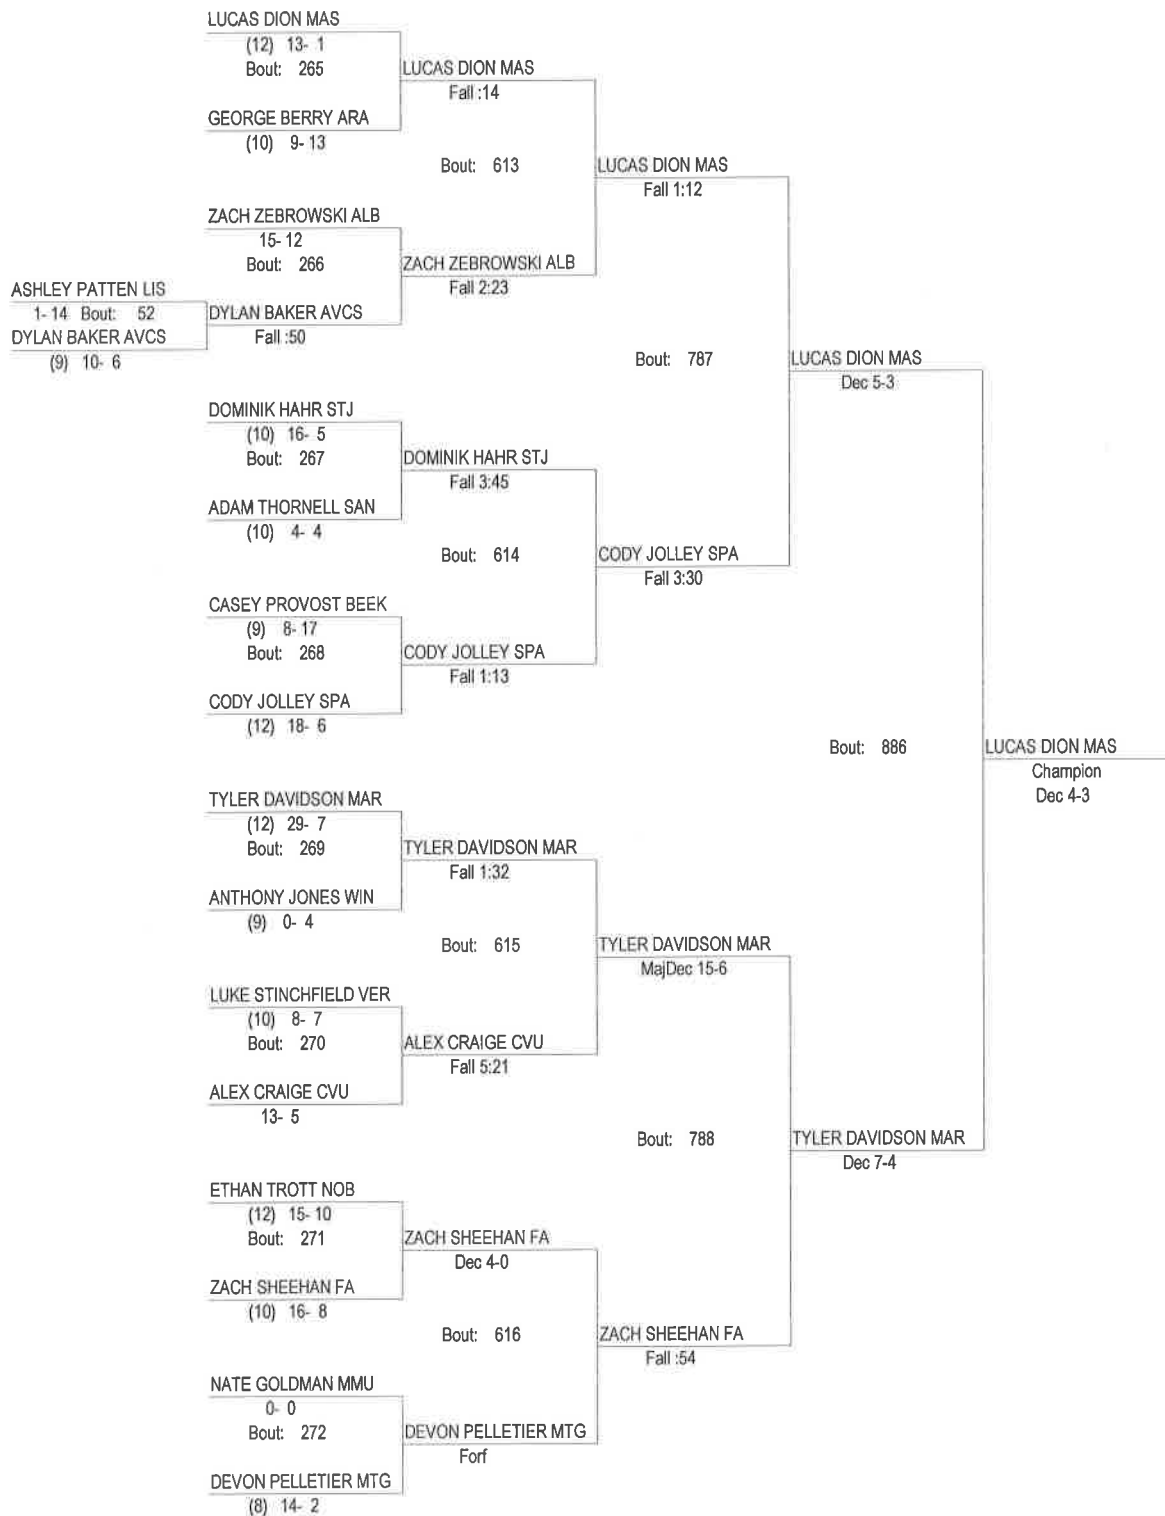 LUCAS DION MAS
(12) 13- 1
Bout: 265
LUCAS DION MAS
Fall :14
GEORGE BERRY ARA
(10) 9- 13
Bout: 613
LUCAS DION MAS
Fall 1:12
ZACH ZEBROWSKI ALB
15- 12
Bout: 266
ZACH ZEBROWSKI ALB
Fall 2:23
ASHLEY PATTEN LIS
1- 14 Bout: 52
DYLAN BAKER AVCS
(9) 10- 6
DYLAN BAKER AVCS
Fall :50
Bout: 787
LUCAS DION MAS
Dec 5-3
DOMINIK HAHR STJ
(10) 16- 5
Bout: 267
DOMINIK HAHR STJ
Fall 3:45
ADAM THORNELL SAN
(10) 4- 4
Bout: 614
CODY JOLLEY SPA
Fall 3:30
CASEY PROVOST BEEK
(9) 8- 17
Bout: 268
CODY JOLLEY SPA
Fall 1:13
CODY JOLLEY SPA
(12) 18- 6
Bout: 886
LUCAS DION MAS
Champion
Dec 4-3
TYLER DAVIDSON MAR
(12) 29- 7
Bout: 269
TYLER DAVIDSON MAR
Fall 1:32
ANTHONY JONES WIN
(9) 0- 4
Bout: 615
TYLER DAVIDSON MAR
MajDec 15-6
LUKE STINCHFIELD VER
(10) 8- 7
Bout: 270
ALEX CRAIGE CVU
Fall 5:21
ALEX CRAIGE CVU
13- 5
Bout: 788
TYLER DAVIDSON MAR
Dec 7-4
ETHAN TROTT NOB
(12) 15- 10
Bout: 271
ZACH SHEEHAN FA
Dec 4-0
ZACH SHEEHAN FA
(10) 16- 8
Bout: 616
ZACH SHEEHAN FA
Fall :54
NATE GOLDMAN MMU
0- 0
Bout: 272
DEVON PELLETIER MTG
Forf
DEVON PELLETIER MTG
(8) 14- 2